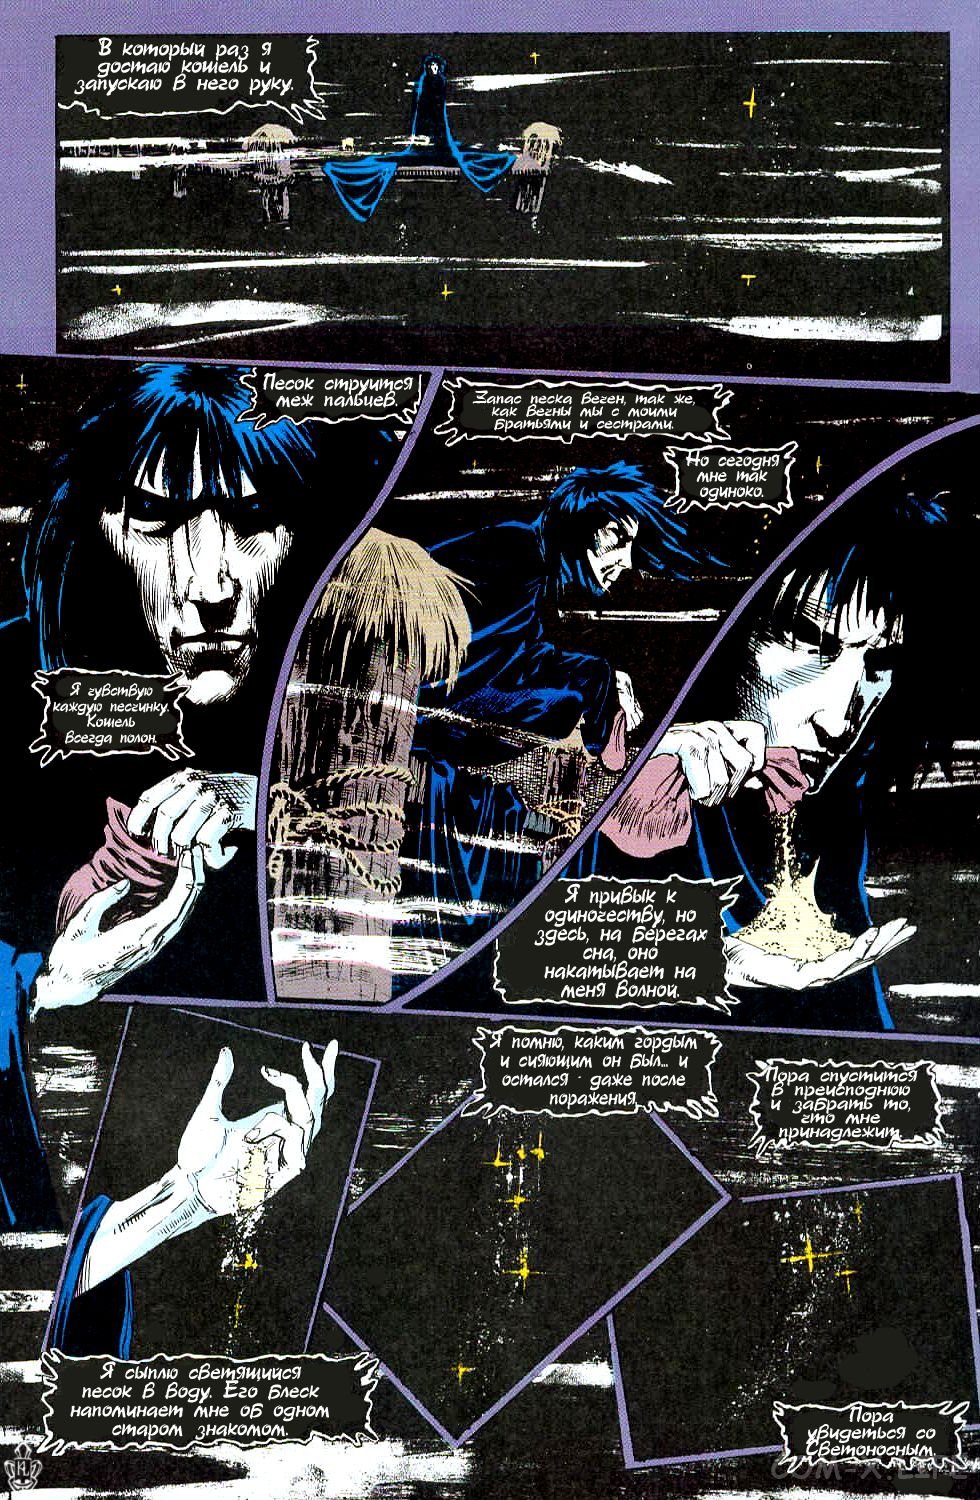 В который раз я
достаю кошель и
запускаю в него руку.
Песок струится
меж пальцев.
Я чувствую
каждую песчинку.
Кошель
всегда полон.
Запас песка вечен, так же,
как вечны мы с моими
братьями и сестрами.
Но сегодня
мне так
одиноко.
Я привык к
одиночеству, но
здесь, на берегах
сна, оно
накатывает на
меня волной.
Я сыплю светящийся
песок в воду. Его блеск
напоминает мне об одном
старом знакомом.
Я помню, каким гордым
и сияющим он был... и
остался - даже после
поражения.
Пора спустится
в преисподнюю
и забрать то,
что мне
принадлежит.
Пора
увидеться со
Светоносным.
14
COM-X.LIFE